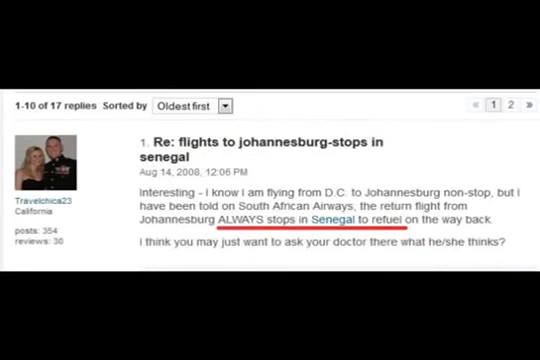 1-10 of 17 replies Sorted by Oldest first « 1 2 »
1. Re: flights to johannesburg-stops in
senegal
Aug 14, 2008, 12:06 PM
Travelchica23
California
posts: 354
reviews: 30
Interesting - I know I am flying from D.C. to Johannesburg non-stop, but I
have been told on South African Airways, the return flight from
Johannesburg ALWAYS stops in Senegal to refuel on the way back.
I think you may just want to ask your doctor there what he/she thinks?